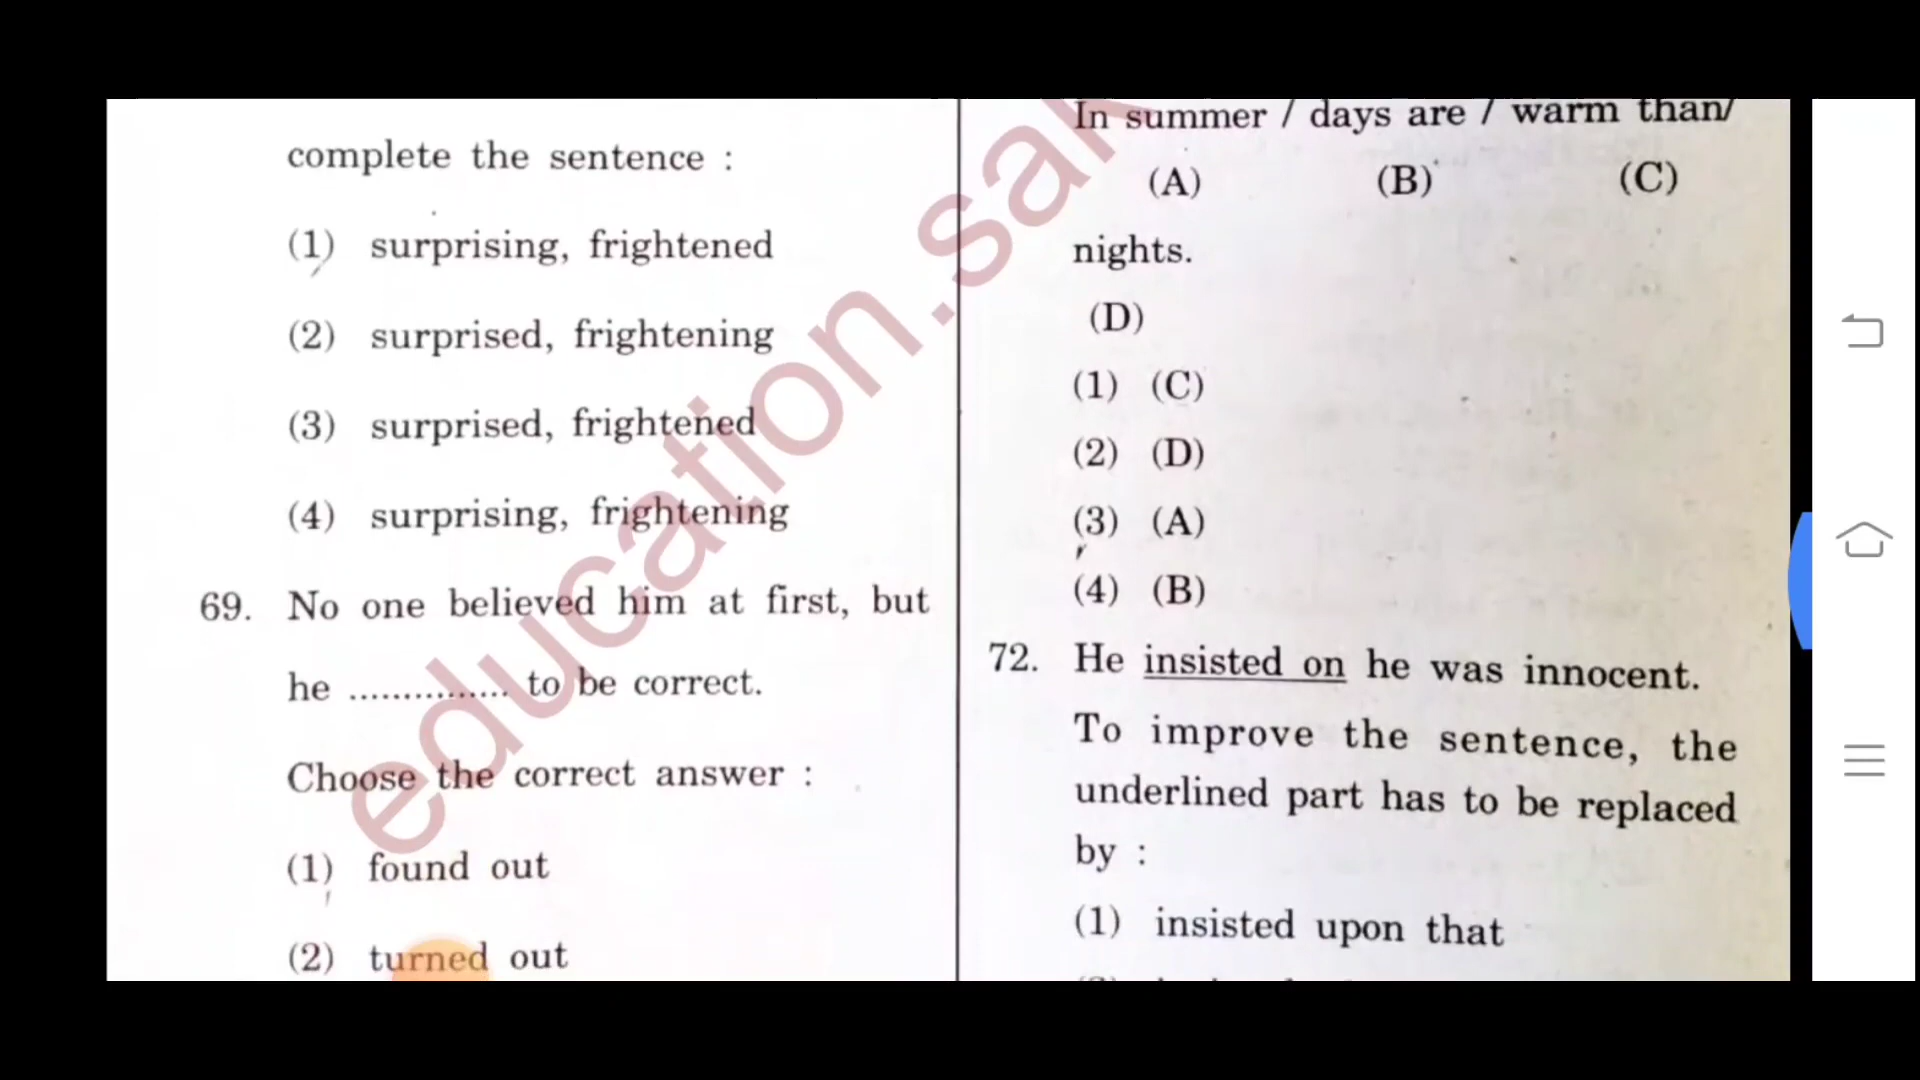 complete the sentence :
(1) surprising, frightened
(2) surprised, frightening
(3) surprised, frightened
(4) surprising, frightening
69. No one believed him at first, but
he ............... to be correct.
Choose the correct answer :
(1) found out
(2) turned out
In summer / days are / warm than/
(A) (B) (C)
nights.
(D)
(1) (C)
(2) (D)
(3) (A)
(4) (B)
72. He insisted on he was innocent.
To improve the sentence, the
underlined part has to be replaced
by :
(1) insisted upon that
education.sak